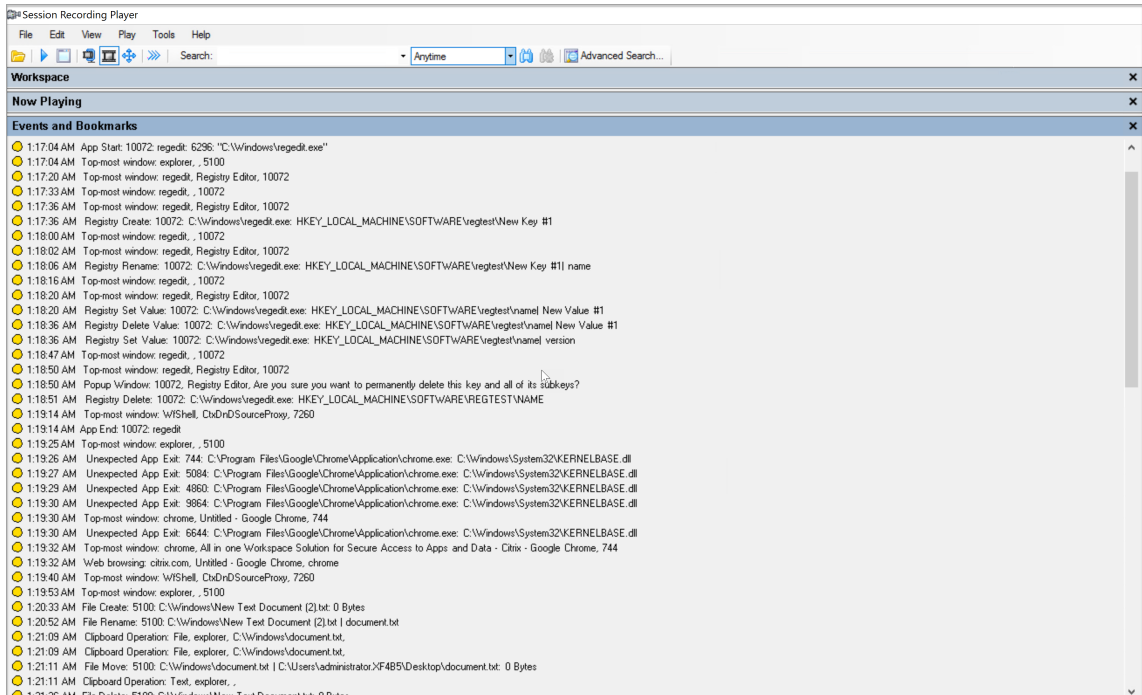 Session Recording Player
File Edit View Play Tools Help
Search: Anytime Advanced Search...
Workspace
Now Playing
Events and Bookmarks
1:17:04 AM App Start: 10072: regedit: 6296: "C:\Windows\regedit.exe"
1:17:04 AM Top-most window: explorer, , 5100
1:17:20 AM Top-most window: regedit, Registry Editor, 10072
1:17:33 AM Top-most window: regedit, , 10072
1:17:36 AM Top-most window: regedit, Registry Editor, 10072
1:17:36 AM Registry Create: 10072: C:\Windows\regedit.exe: HKEY_LOCAL_MACHINE\SOFTWARE\regtest\New Key #1
1:18:00 AM Top-most window: regedit, , 10072
1:18:02 AM Top-most window: regedit, Registry Editor, 10072
1:18:06 AM Registry Rename: 10072: C:\Windows\regedit.exe: HKEY_LOCAL_MACHINE\SOFTWARE\regtest\New Key #1| name
1:18:16 AM Top-most window: regedit, , 10072
1:18:20 AM Top-most window: regedit, Registry Editor, 10072
1:18:20 AM Registry Set Value: 10072: C:\Windows\regedit.exe: HKEY_LOCAL_MACHINE\SOFTWARE\regtest\name| New Value #1
1:18:36 AM Registry Delete Value: 10072: C:\Windows\regedit.exe: HKEY_LOCAL_MACHINE\SOFTWARE\regtest\name| New Value #1
1:18:36 AM Registry Set Value: 10072: C:\Windows\regedit.exe: HKEY_LOCAL_MACHINE\SOFTWARE\regtest\name| version
1:18:47 AM Top-most window: regedit, , 10072
1:18:50 AM Top-most window: regedit, Registry Editor, 10072
1:18:50 AM Popup Window: 10072, Registry Editor, Are you sure you want to permanently delete this key and all of its subkeys?
1:18:51 AM Registry Delete: 10072: C:\Windows\regedit.exe: HKEY_LOCAL_MACHINE\SOFTWARE\REGTEST\NAME
1:19:14 AM Top-most window: WfShell, CtxDnDSourceProxy, 7260
1:19:14 AM App End: 10072: regedit
1:19:25 AM Top-most window: explorer, , 5100
1:19:26 AM Unexpected App Exit: 744: C:\Program Files\Google\Chrome\Application\chrome.exe: C:\Windows\System32\KERNELBASE.dll
1:19:27 AM Unexpected App Exit: 5084: C:\Program Files\Google\Chrome\Application\chrome.exe: C:\Windows\System32\KERNELBASE.dll
1:19:29 AM Unexpected App Exit: 4860: C:\Program Files\Google\Chrome\Application\chrome.exe: C:\Windows\System32\KERNELBASE.dll
1:19:30 AM Unexpected App Exit: 9864: C:\Program Files\Google\Chrome\Application\chrome.exe: C:\Windows\System32\KERNELBASE.dll
1:19:30 AM Top-most window: chrome, Untitled - Google Chrome, 744
1:19:30 AM Unexpected App Exit: 6644: C:\Program Files\Google\Chrome\Application\chrome.exe: C:\Windows\System32\KERNELBASE.dll
1:19:32 AM Top-most window: chrome, All in one Workspace Solution for Secure Access to Apps and Data - Citrix - Google Chrome, 744
1:19:32 AM Web browsing: citrix.com, Untitled - Google Chrome, chrome
1:19:40 AM Top-most window: WfShell, CtxDnDSourceProxy, 7260
1:19:53 AM Top-most window: explorer, , 5100
1:20:33 AM File Create: 5100: C:\Windows\New Text Document (2).txt: 0 Bytes
1:20:52 AM File Rename: 5100: C:\Windows\New Text Document (2).txt | document.txt
1:21:09 AM Clipboard Operation: File, explorer, C:\Windows\document.txt,
1:21:09 AM Clipboard Operation: File, explorer, C:\Windows\document.txt,
1:21:11 AM File Move: 5100: C:\Windows\document.txt | C:\Users\administrator.XF4B5\Desktop\document.txt: 0 Bytes
1:21:11 AM Clipboard Operation: Text, explorer, ,